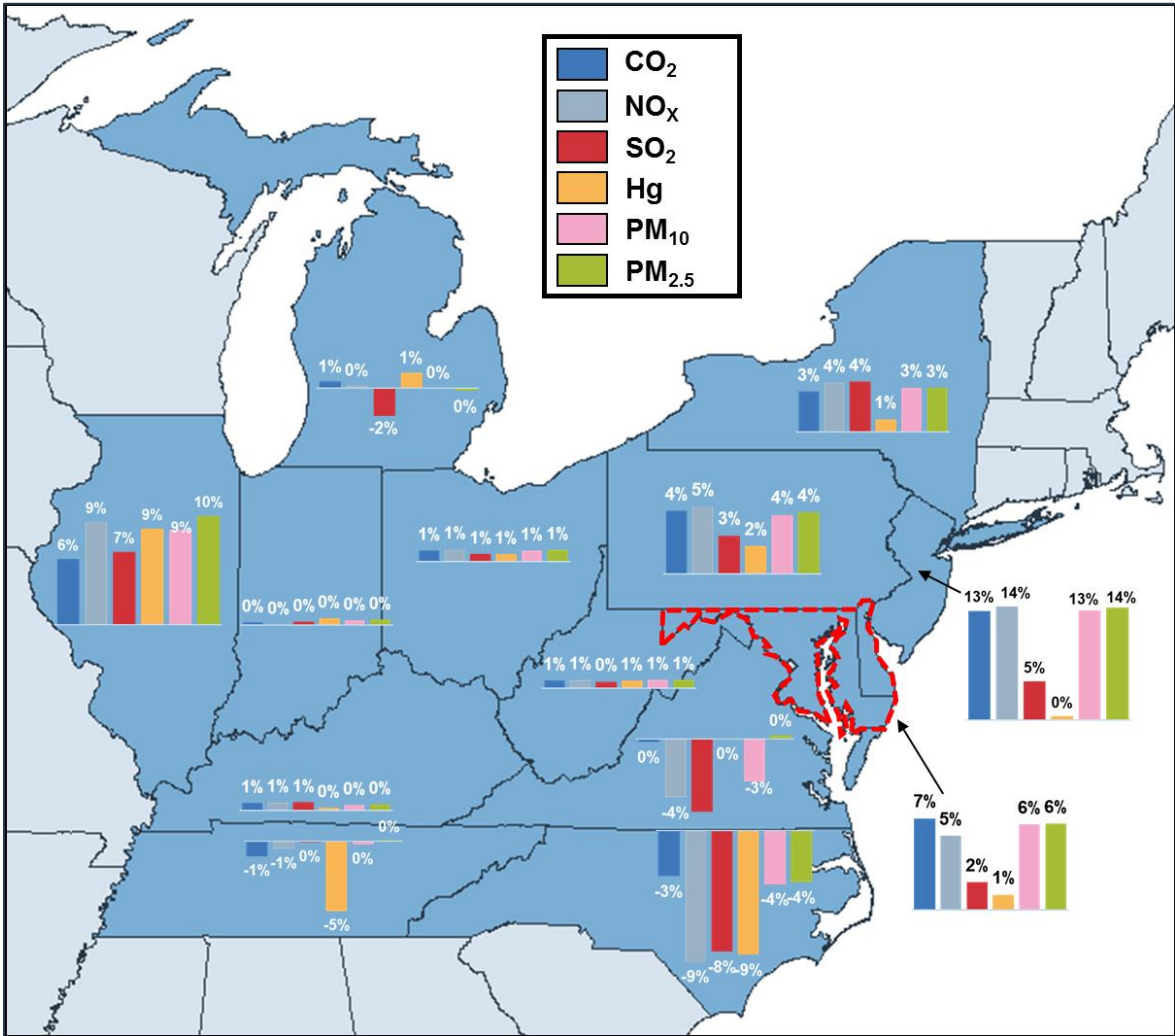 CO₂
NOₓ
SO₂
Hg
PM₁₀
PM₂.₅
1% 0% 1% 0%
-2% 0%
3% 4% 4% 1% 3% 3%
6% 9% 7% 9% 9% 10%
0% 0% 0% 0% 0% 0%
1% 1% 1% 1% 1% 1%
4% 5% 3% 2% 4% 4%
13% 14% 5% 0% 13% 14%
1% 1% 0% 1% 1% 1%
0% -4% 0% -3% 0%
7% 5% 2% 1% 6% 6%
1% 1% 1% 0% 0% 0%
-1% -1% 0% -5% 0% 0%
-3% -9% -8% -9% -4% -4%